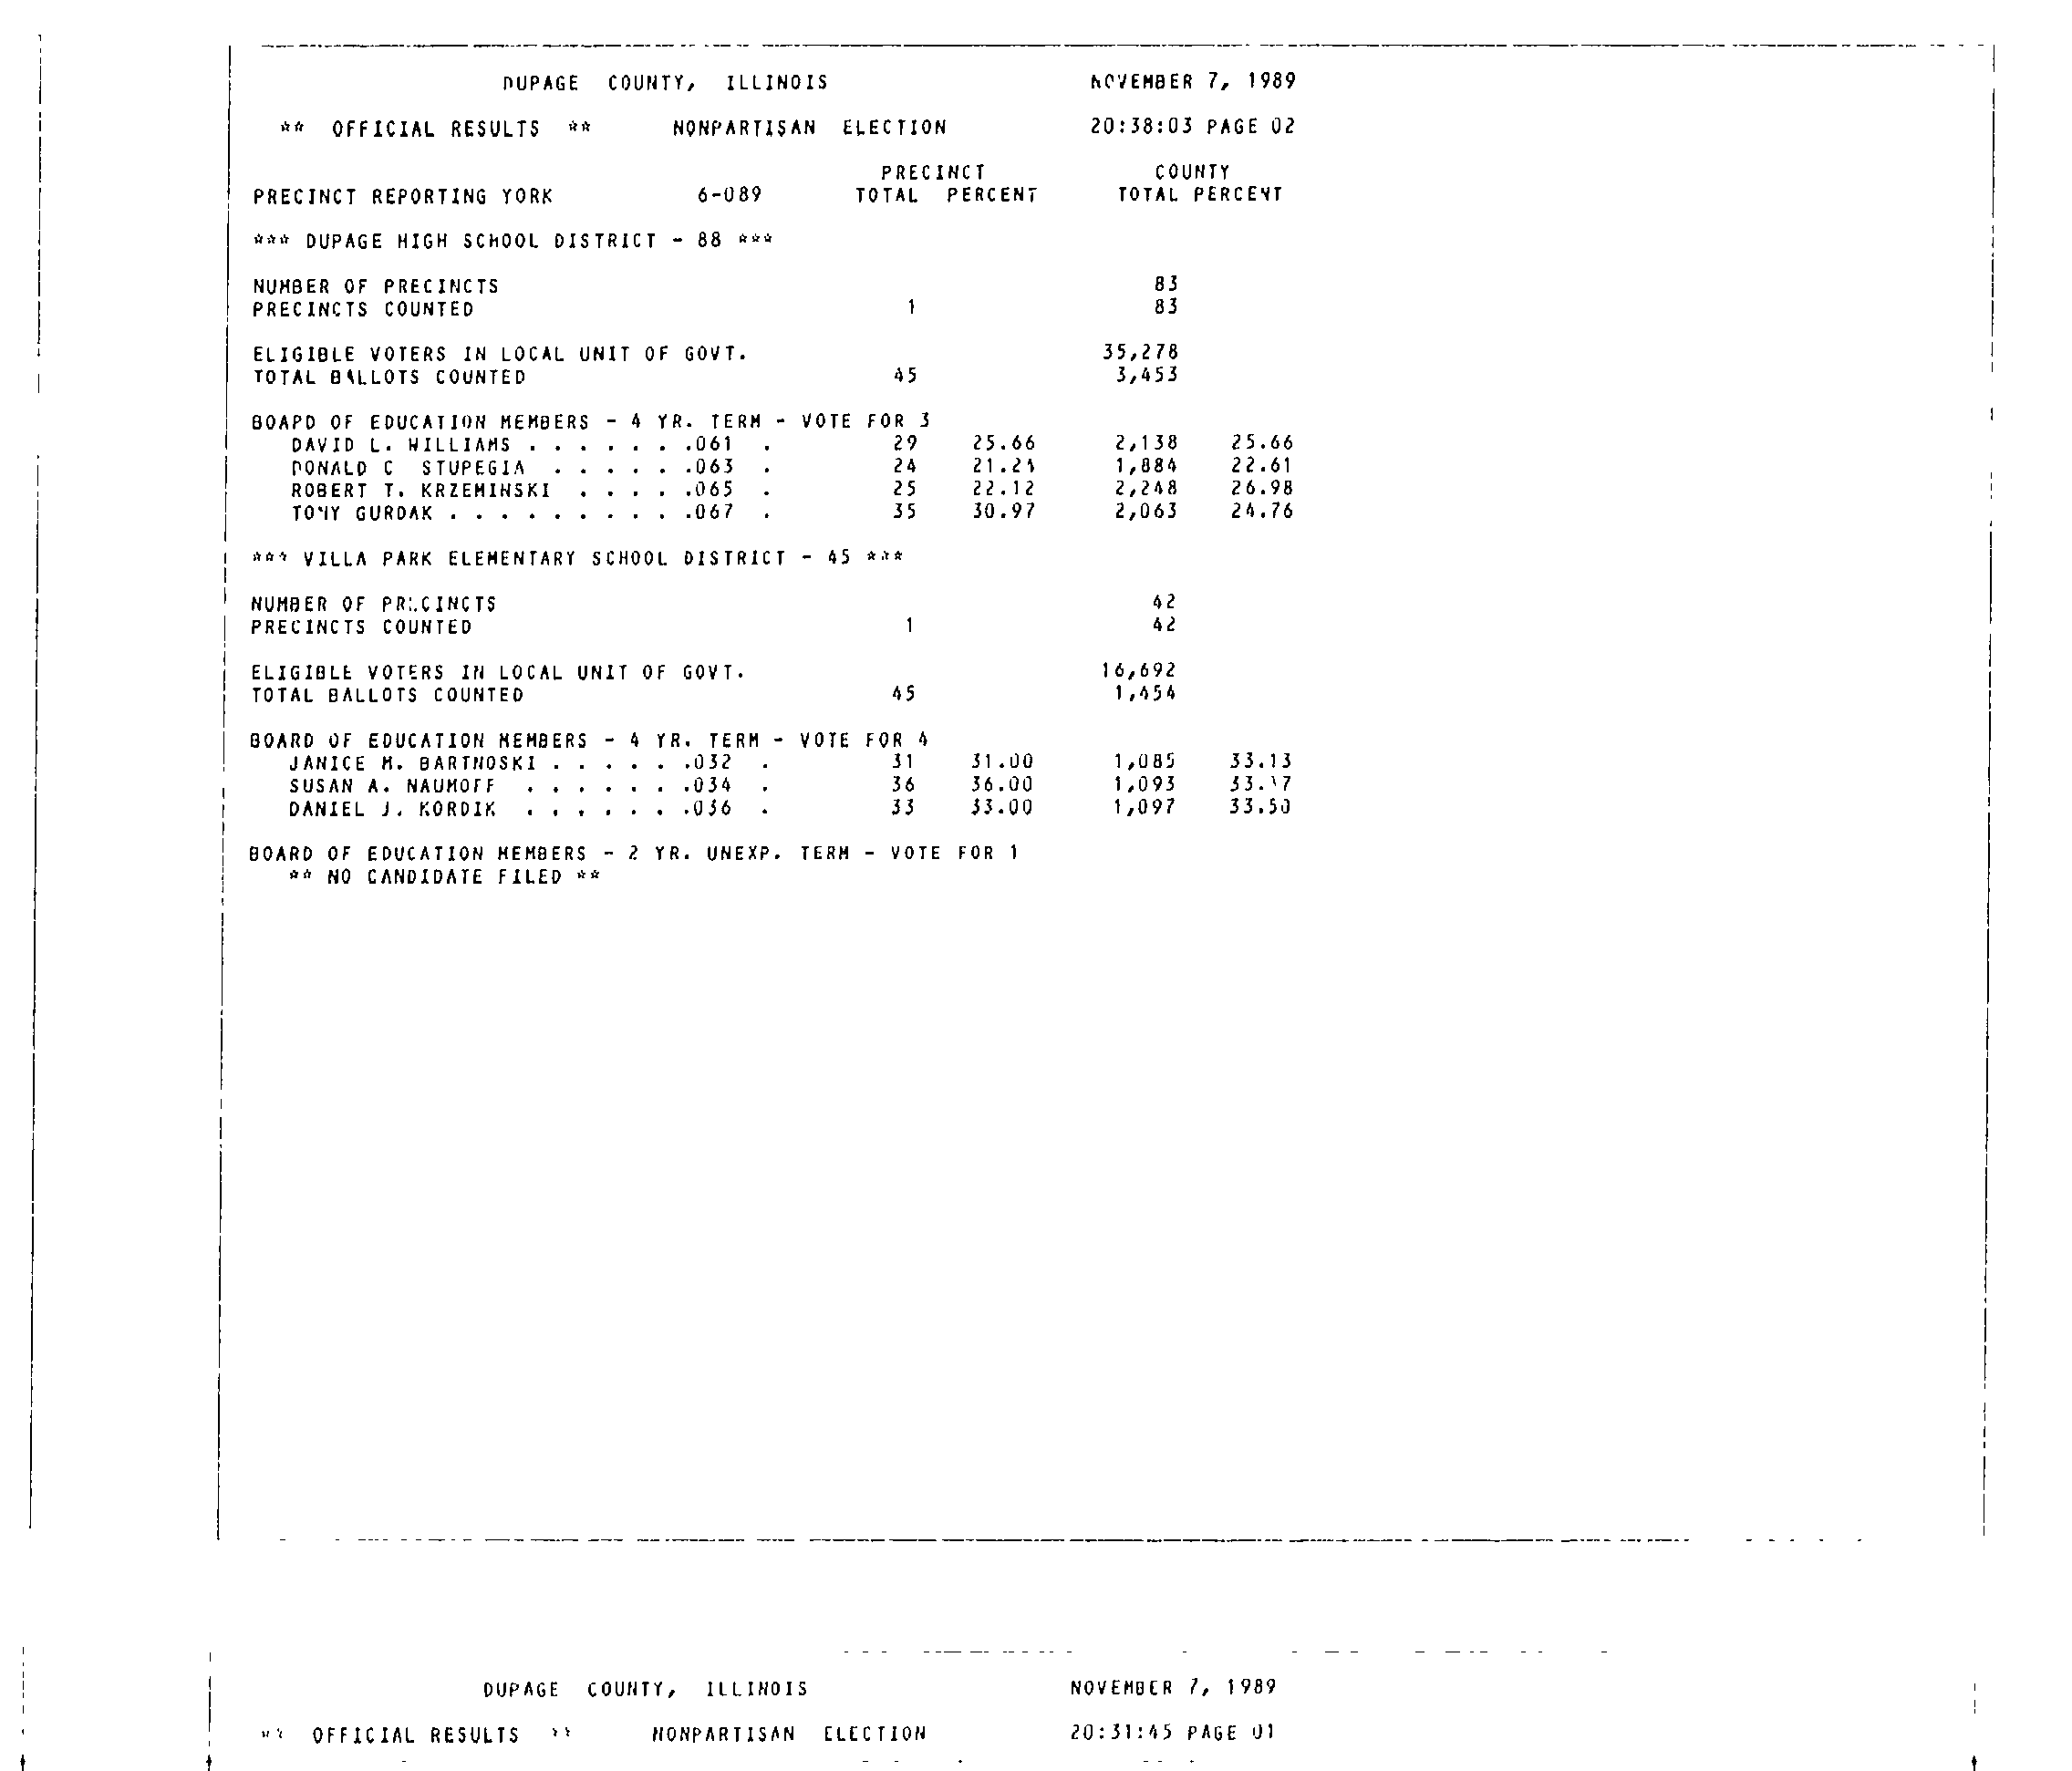 DUPAGE COUNTY, ILLINOIS NOVEMBER 7, 1989
** OFFICIAL RESULTS ** NONPARTISAN ELECTION 20:38:03 PAGE 02
PRECINCT COUNTY
PRECINCT REPORTING YORK 6-089 TOTAL PERCENT TOTAL PERCENT
*** DUPAGE HIGH SCHOOL DISTRICT - 88 ***
NUMBER OF PRECINCTS 83
PRECINCTS COUNTED 1 83
ELIGIBLE VOTERS IN LOCAL UNIT OF GOVT. 35,278
TOTAL BALLOTS COUNTED 45 3,453
BOARD OF EDUCATION MEMBERS - 4 YR. TERM - VOTE FOR 3
DAVID L. WILLIAMS . . . . . . .061 . 29 25.66 2,138 25.66
DONALD C STUPEGIA . . . . . .063 . 24 21.24 1,884 22.61
ROBERT T. KRZEMINSKI . . . . .065 . 25 22.12 2,248 26.98
TONY GURDAK . . . . . . . . . .067 . 35 30.97 2,063 24.76
*** VILLA PARK ELEMENTARY SCHOOL DISTRICT - 45 ***
NUMBER OF PRECINCTS 42
PRECINCTS COUNTED 1 42
ELIGIBLE VOTERS IN LOCAL UNIT OF GOVT. 16,692
TOTAL BALLOTS COUNTED 45 1,454
BOARD OF EDUCATION MEMBERS - 4 YR. TERM - VOTE FOR 4
JANICE M. BARTNOSKI . . . . . .032 . 31 31.00 1,085 33.13
SUSAN A. NAUMOFF . . . . . . .034 . 36 36.00 1,093 33.37
DANIEL J. KORDIK . . . . . . .036 . 33 33.00 1,097 33.50
BOARD OF EDUCATION MEMBERS - 2 YR. UNEXP. TERM - VOTE FOR 1
** NO CANDIDATE FILED **
DUPAGE COUNTY, ILLINOIS NOVEMBER 7, 1989
** OFFICIAL RESULTS ** NONPARTISAN ELECTION 20:31:45 PAGE 01